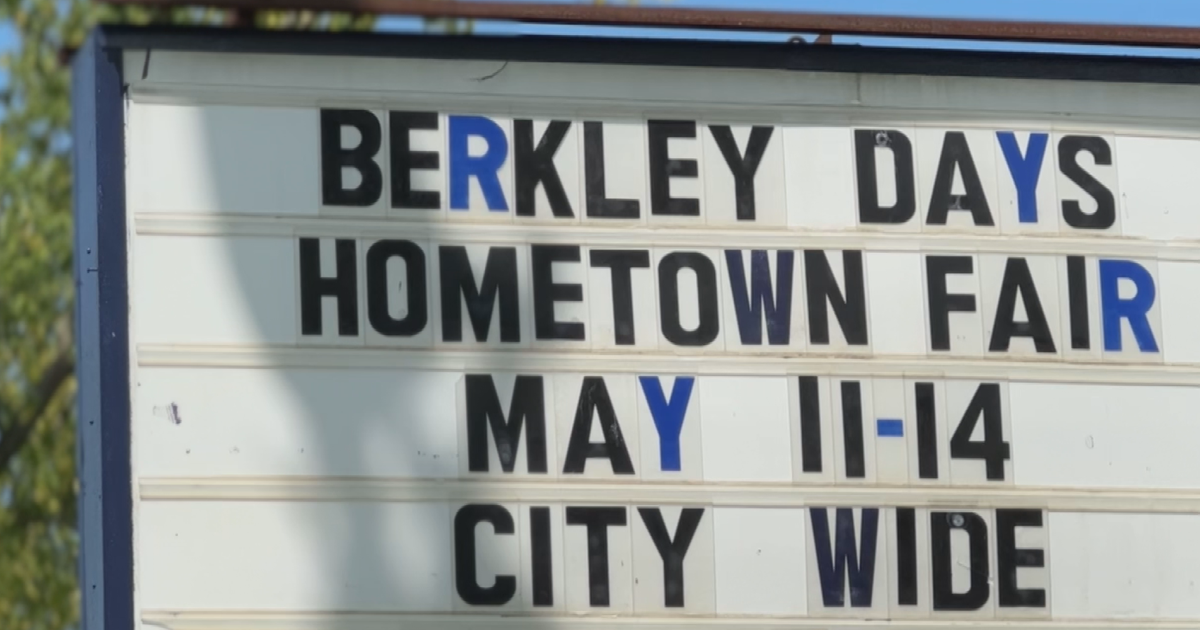 BERKLEY DAYS
HOMETOWN FAIR
MAY 11-14
CITY WIDE